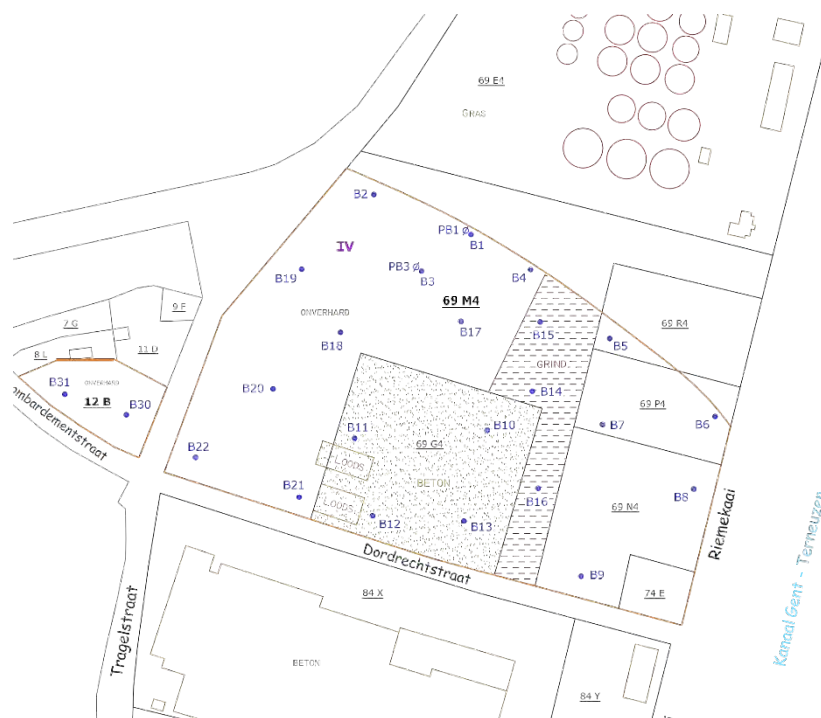 69 E4
GRAS
B2
PB1
B1
IV
PB3
B3
B4
B19
69 M4
9 F
ONVERHARD
B17
B15
69 R4
7 G
B18
B5
11 D
8 L
GRIND
ONVERHARD
B31
12 B
B30
B20
B14
69 P4
B7
B6
B11
69 G4
B10
BETON
LOODS
B22
B21
LOODS
B12
B13
B16
69 N4
B8
B9
74 E
Dordrechtstraat
Riemekaai
Kanaal Gent - Terneuzen
Tragelstraat
84 X
BETON
84 Y